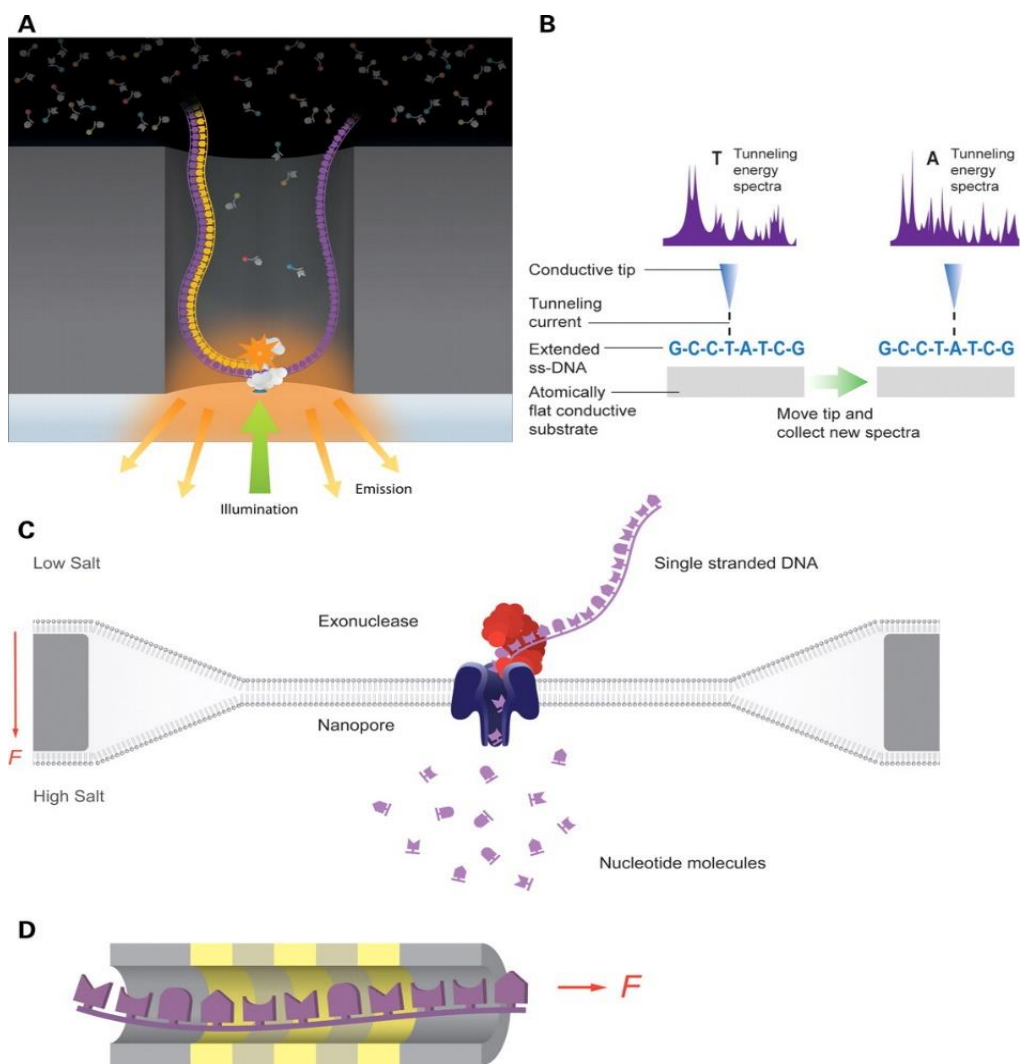 A
Illumination
Emission
B
T
Tunneling
energy
spectra
A
Tunneling
energy
spectra
Conductive tip
Tunneling
current
Extended
ss-DNA
G-C-C-T-A-T-C-G
G-C-C-T-A-T-C-G
Atomically
flat conductive
substrate
Move tip and
collect new spectra
C
Low Salt
Single stranded DNA
Exonuclease
Nanopore
F
High Salt
Nucleotide molecules
D
F